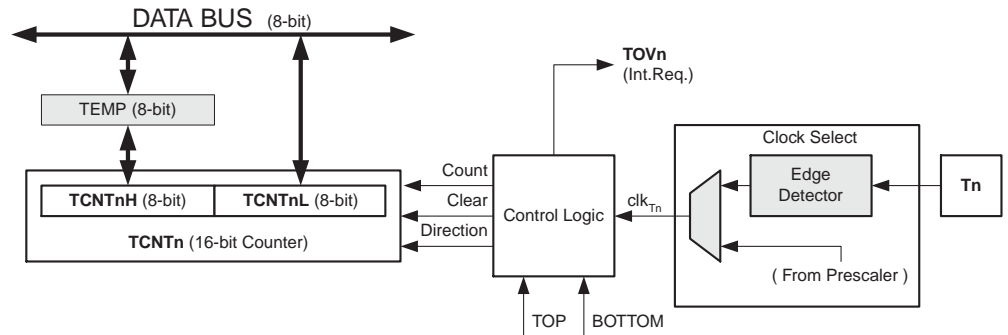 DATA BUS (8-bit)
TOVn
(Int.Req.)
TEMP (8-bit)
Clock Select
Count
Edge
Detector
Tn
TCNTnH (8-bit) TCNTnL (8-bit)
Clear
Control Logic
clkTn
Direction
TCNTn (16-bit Counter)
( From Prescaler )
TOP BOTTOM